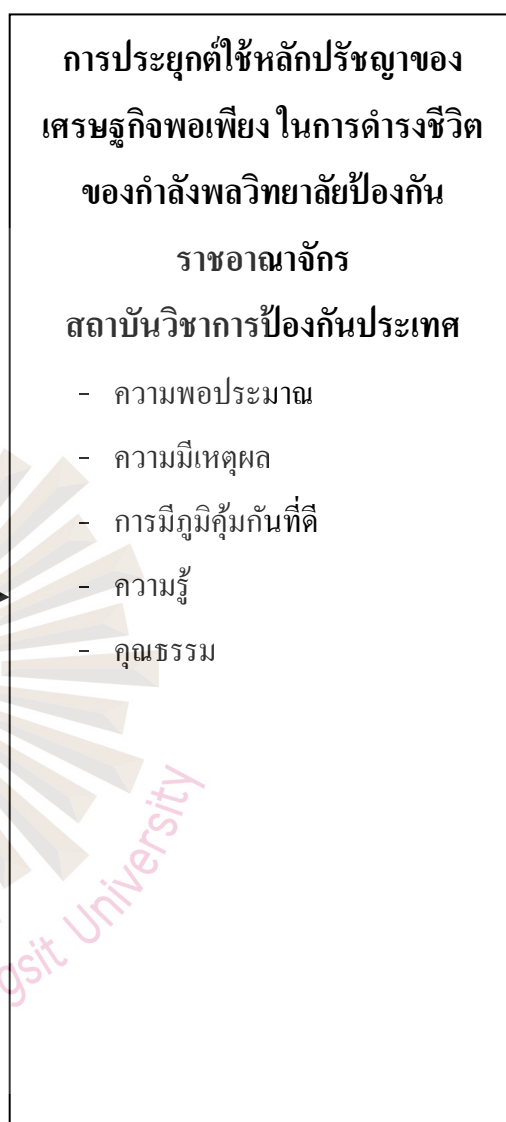 การประยุกต์ใช้หลักปรัชญาของ
เศรษฐกิจพอเพียง ในการดำรงชีวิต
ของกำลังพลวิทยาลัยป้องกัน
ราชอาณาจักร
สถาบันวิชาการป้องกันประเทศ
- ความพอประมาณ
- ความมีเหตุผล
- การมีภูมิคุ้มกันที่ดี
- ความรู้
- คุณธรรม
gsit University